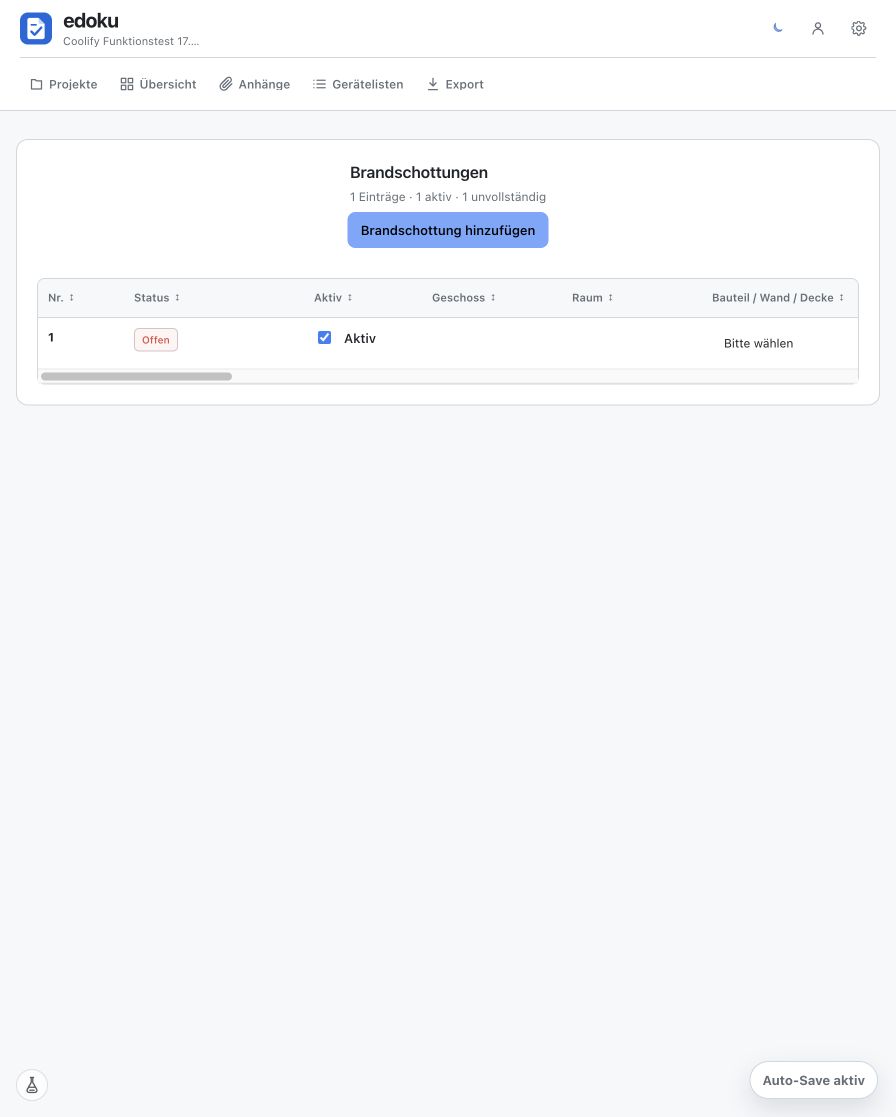 edoku
Coolify Funktionstest 17....
Projekte Übersicht Anhänge Gerätelisten Export
Brandschottungen
1 Einträge · 1 aktiv · 1 unvollständig
Brandschottung hinzufügen
Nr. ↕ Status ↕ Aktiv ↕ Geschoss ↕ Raum ↕ Bauteil / Wand / Decke ↕
1 Offen Aktiv Bitte wählen
Auto-Save aktiv